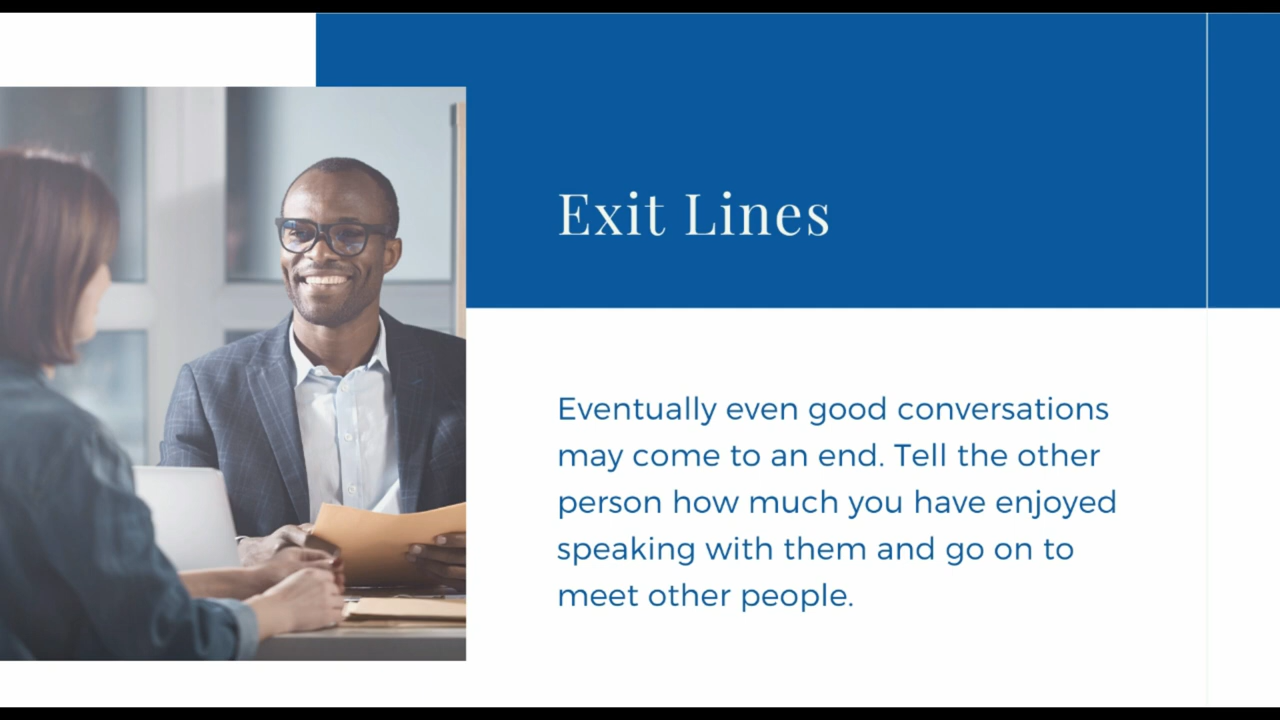 Exit Lines
Eventually even good conversations
may come to an end. Tell the other
person how much you have enjoyed
speaking with them and go on to
meet other people.